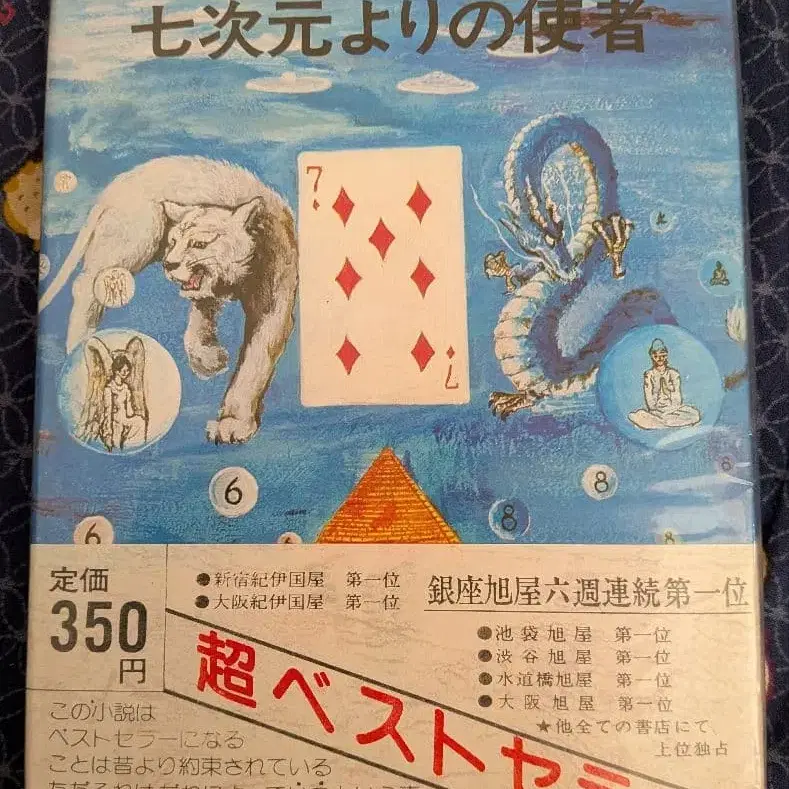 七次元よりの使者
7
7
6
8
8
6
8
定価
350
円
●新宿紀伊国屋 第一位
●大阪紀伊国屋 第一位
銀座旭屋六週連続第一位
●池袋旭屋 第一位
●渋谷旭屋 第一位
●水道橋旭屋 第一位
●大阪旭屋 第一位
★他全ての書店にて、
上位独占
超ベストセラ
この小説は
ベストセラーになる
ことは昔より約束されている